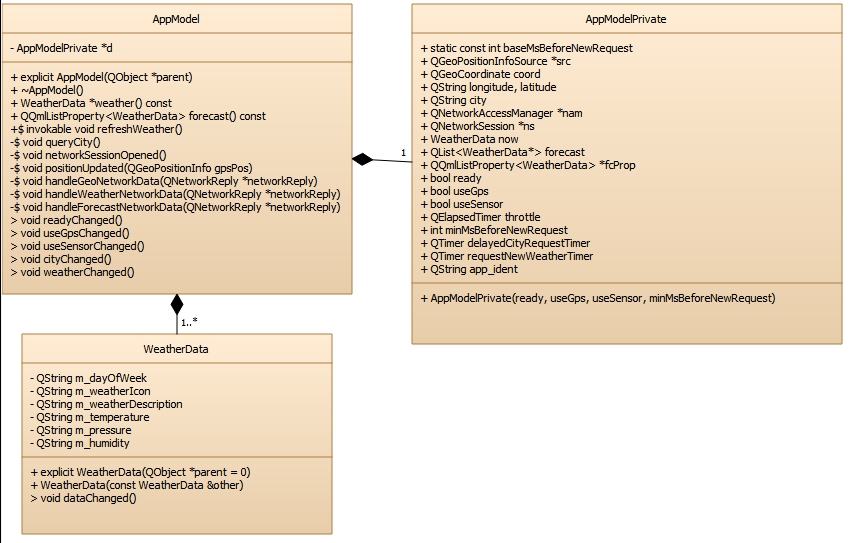 AppModel
- AppModelPrivate *d
+ explicit AppModel(QObject *parent)
+ ~AppModel()
+ WeatherData *weather() const
+ QQmlListProperty<WeatherData> forecast() const
+$ invokable void refreshWeather()
-$ void queryCity()
-$ void networkSessionOpened()
-$ void positionUpdated(QGeoPositionInfo gpsPos)
-$ void handleGeoNetworkData(QNetworkReply *networkReply)
-$ void handleWeatherNetworkData(QNetworkReply *networkReply)
-$ void handleForecastNetworkData(QNetworkReply *networkReply)
> void readyChanged()
> void useGpsChanged()
> void useSensorChanged()
> void cityChanged()
> void weatherChanged()
1
AppModelPrivate
+ static const int baseMsBeforeNewRequest
+ QGeoPositionInfoSource *src
+ QGeoCoordinate coord
+ QString longitude, latitude
+ QString city
+ QNetworkAccessManager *nam
+ QNetworkSession *ns
+ WeatherData now
+ QList<WeatherData*> forecast
+ QQmlListProperty<WeatherData> *fcProp
+ bool ready
+ bool useGps
+ bool useSensor
+ QElapsedTimer throttle
+ int minMsBeforeNewRequest
+ QTimer delayedCityRequestTimer
+ QTimer requestNewWeatherTimer
+ QString app_ident
+ AppModelPrivate(ready, useGps, useSensor, minMsBeforeNewRequest)
1..*
WeatherData
- QString m_dayOfWeek
- QString m_weatherIcon
- QString m_weatherDescription
- QString m_temperature
- QString m_pressure
- QString m_humidity
+ explicit WeatherData(QObject *parent = 0)
+ WeatherData(const WeatherData &other)
> void dataChanged()